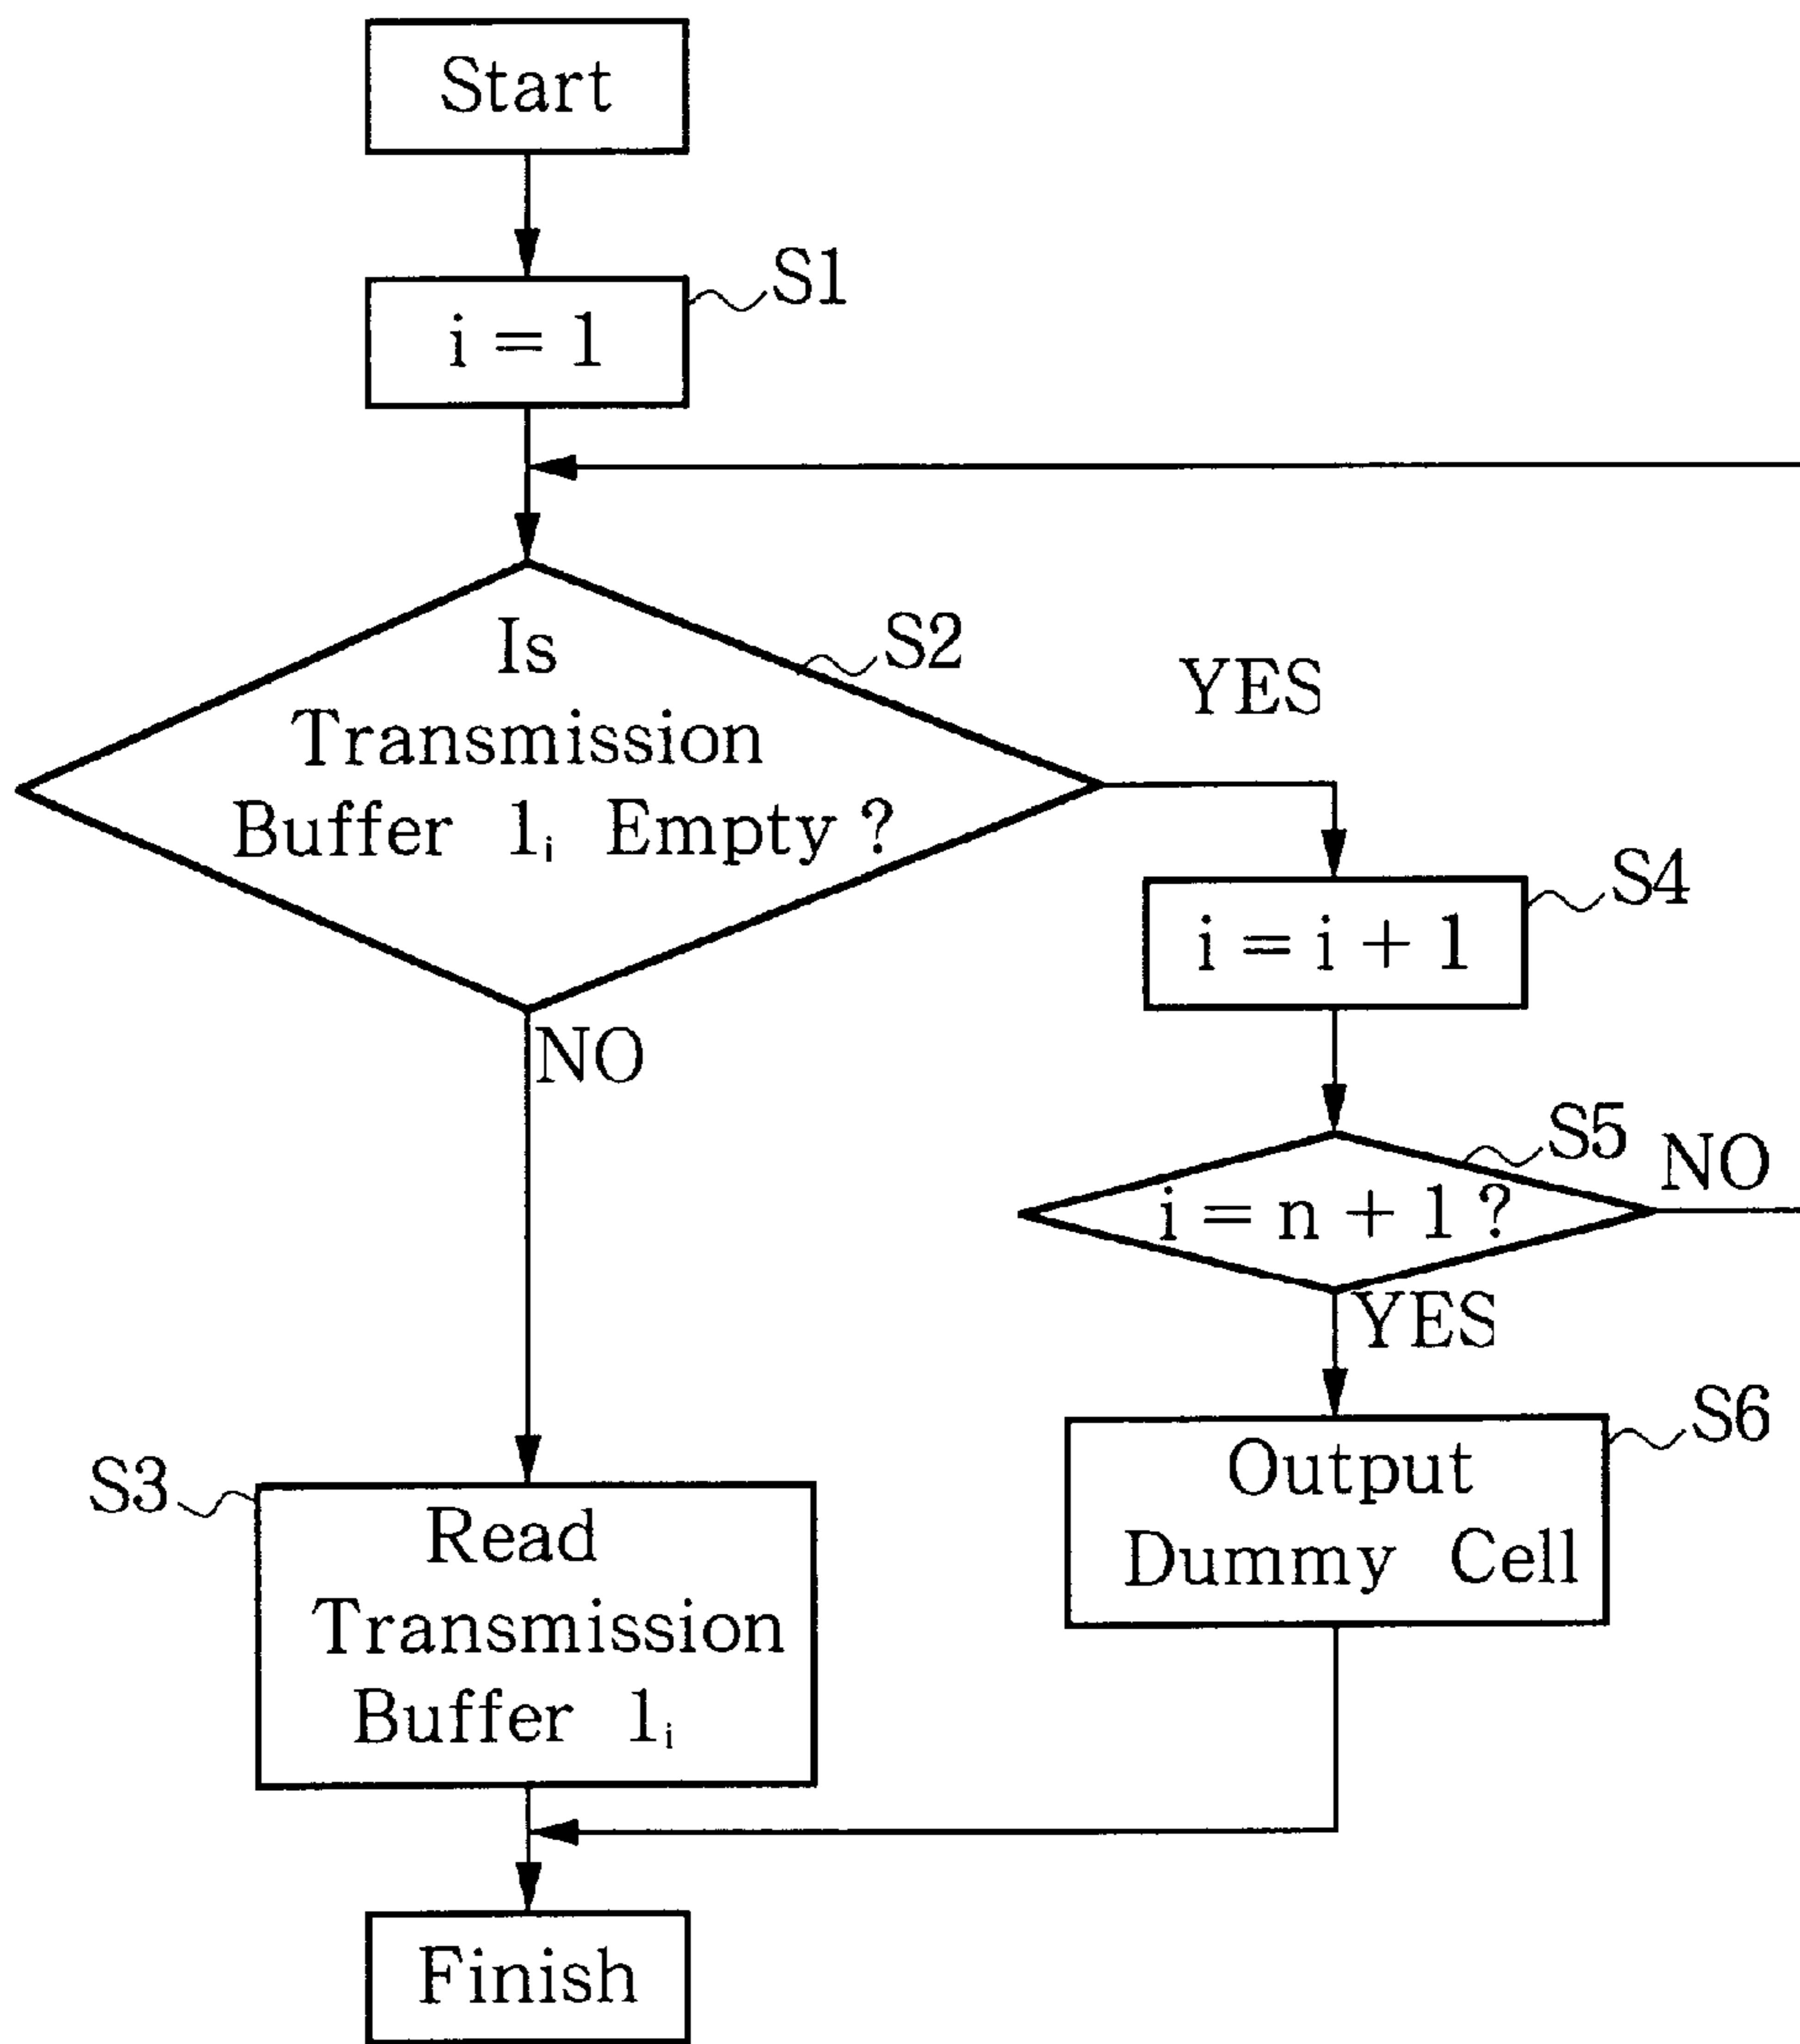 Start
S1
i = 1
S2
Is
Transmission
Buffer 1ᵢ Empty ?
YES
NO
S4
i = i + 1
S5
i = n + 1 ?
NO
YES
S6
Output
Dummy Cell
S3
Read
Transmission
Buffer 1ᵢ
Finish